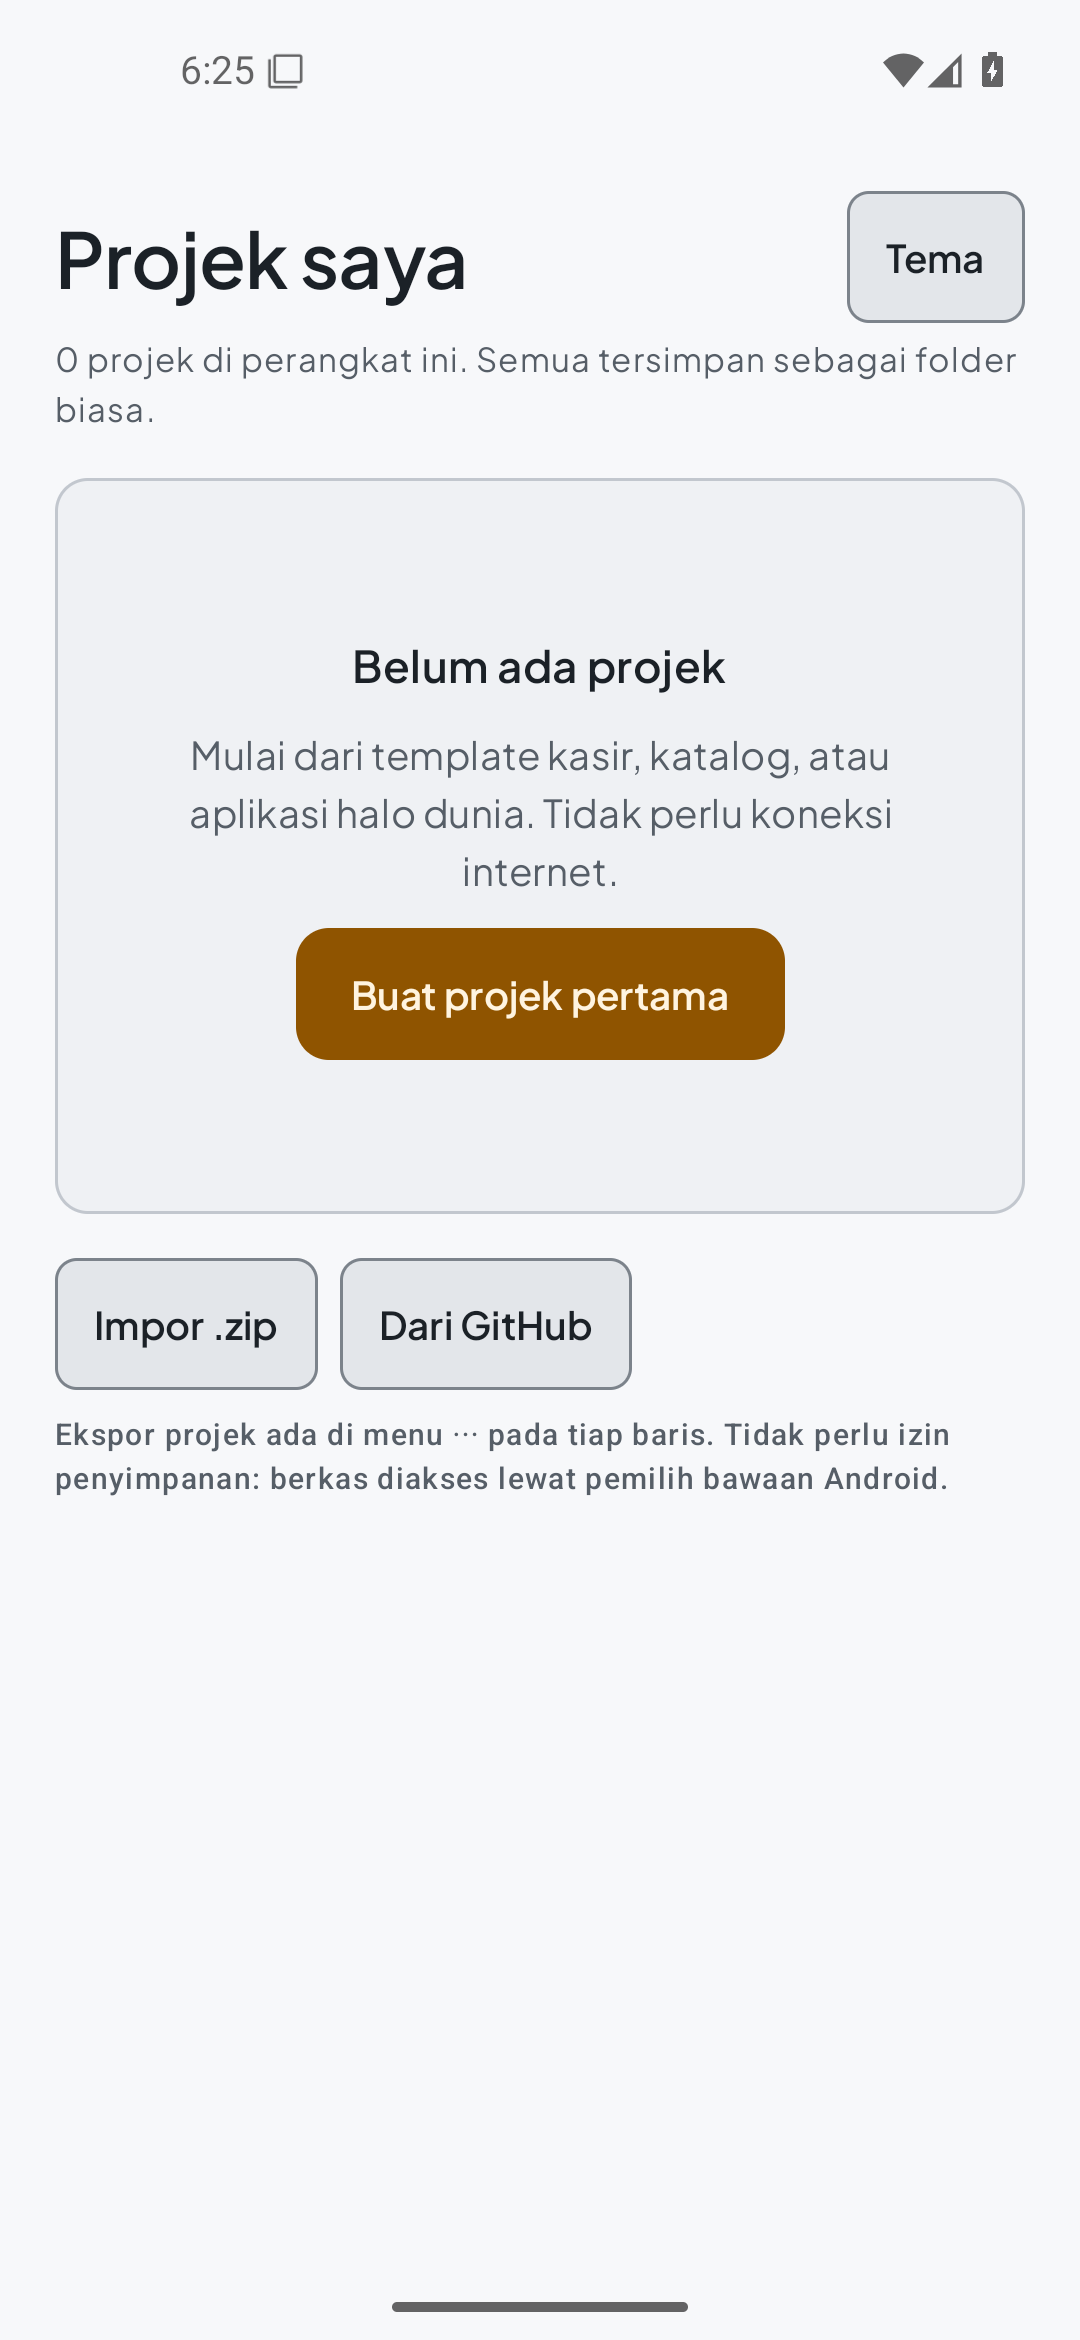 6:25
Projek saya
Tema
0 projek di perangkat ini. Semua tersimpan sebagai folder
biasa.
Belum ada projek
Mulai dari template kasir, katalog, atau
aplikasi halo dunia. Tidak perlu koneksi
internet.
Buat projek pertama
Impor .zip
Dari GitHub
Ekspor projek ada di menu ··· pada tiap baris. Tidak perlu izin
penyimpanan: berkas diakses lewat pemilih bawaan Android.